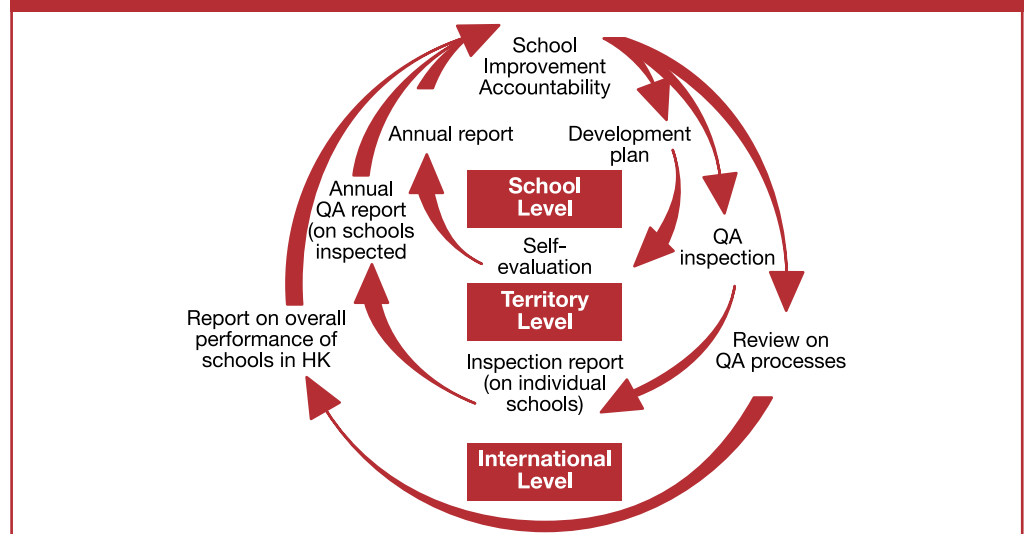 School
Improvement
Accountability
Annual report
Development
plan
School
Level
Annual
QA report
(on schools
inspected
QA
inspection
Self-
evaluation
Territory
Level
Report on overall
performance of
schools in HK
Inspection report
(on individual
schools)
Review on
QA processes
International
Level